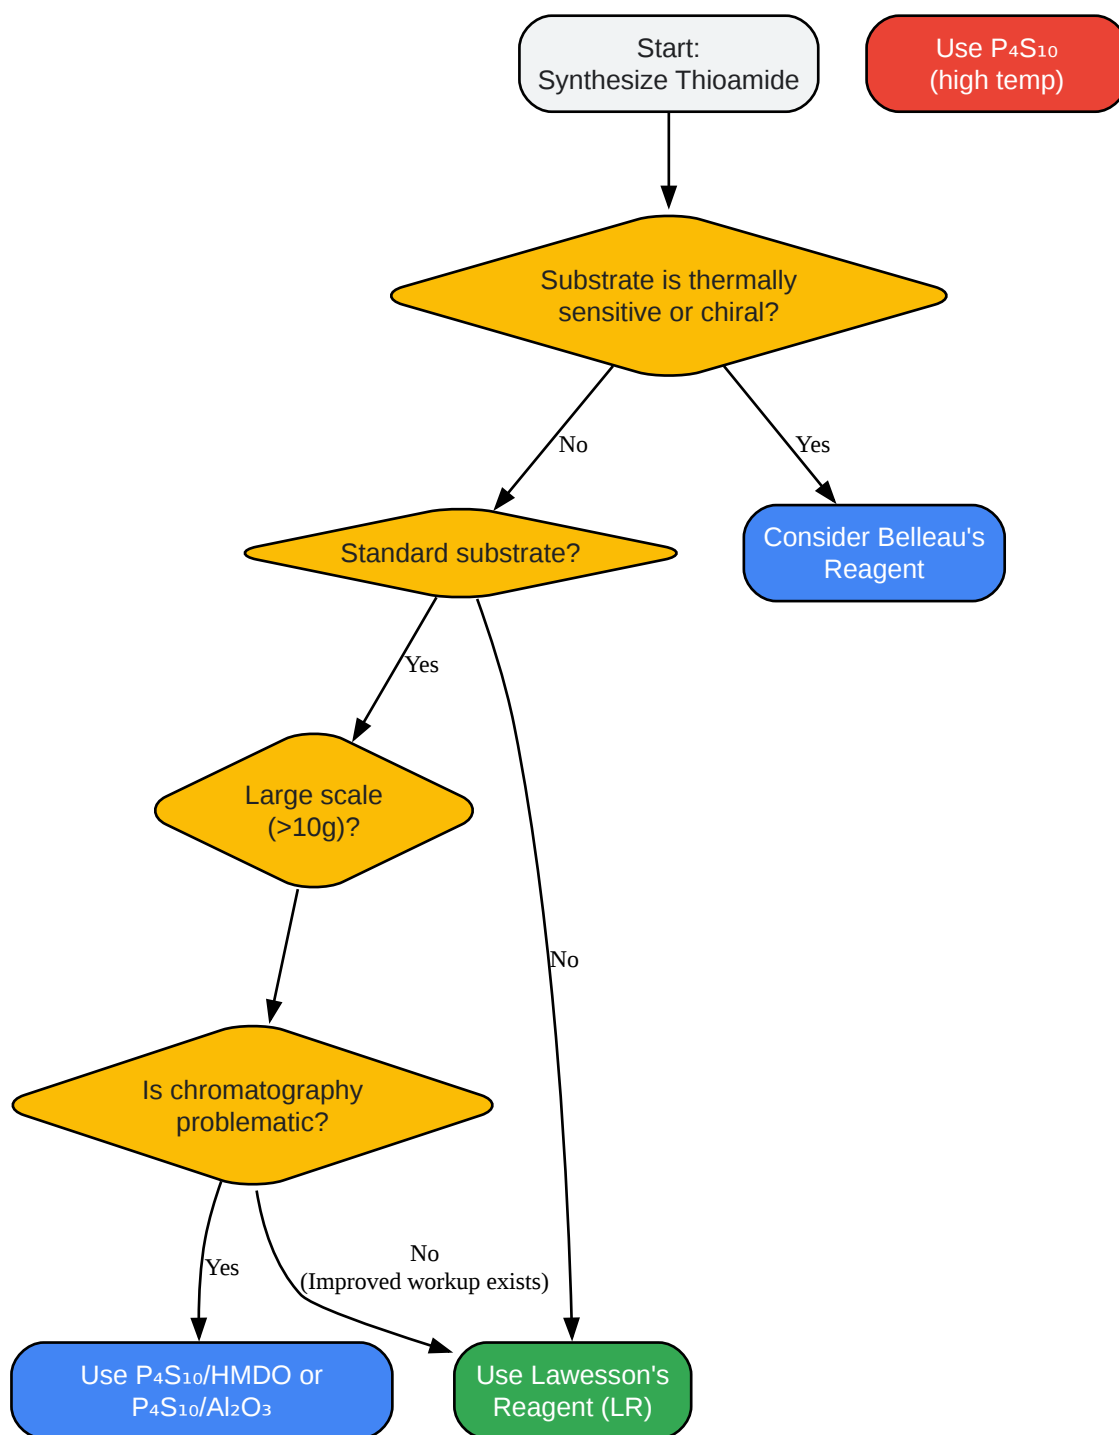 Start:
Synthesize Thioamide
Use P₄S₁₀
(high temp)
Substrate is thermally
sensitive or chiral?
No
Yes
Standard substrate?
Consider Belleau's
Reagent
Yes
Large scale
(>10g)?
No
Is chromatography
problematic?
Yes
No
(Improved workup exists)
Use P₄S₁₀/HMDO or
P₄S₁₀/Al₂O₃
Use Lawesson's
Reagent (LR)